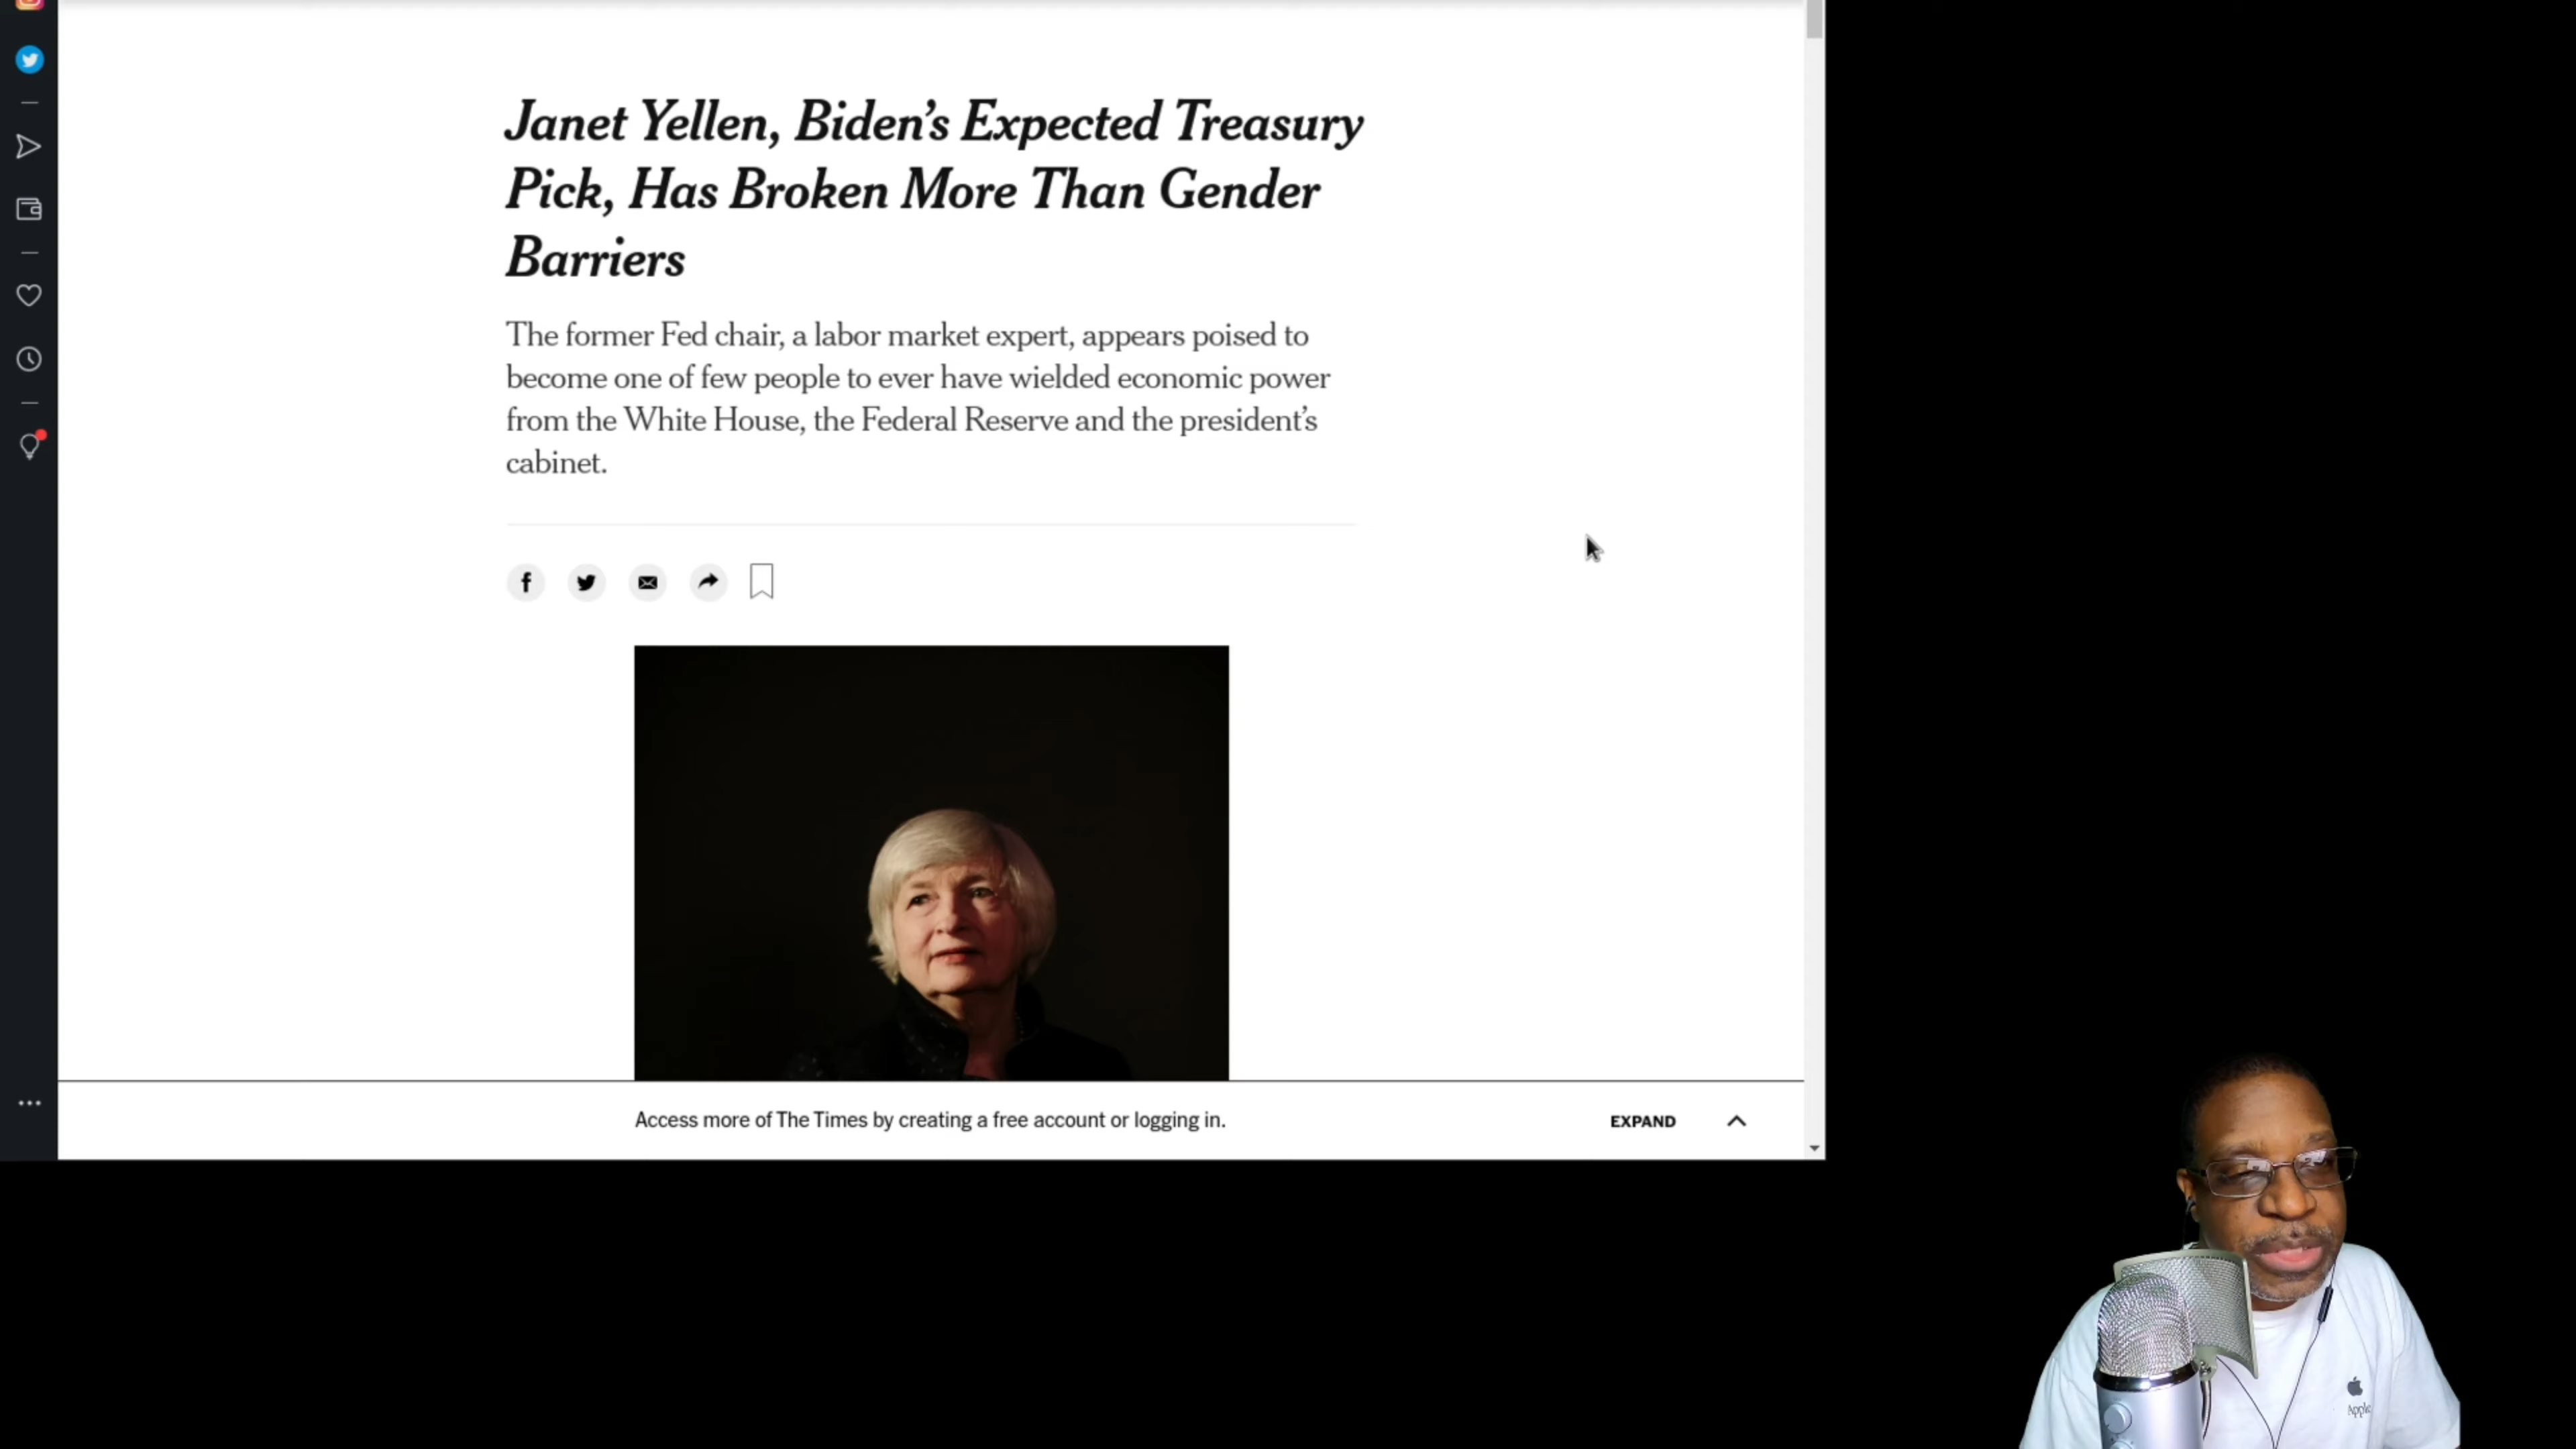 Janet Yellen, Biden’s Expected Treasury
Pick, Has Broken More Than Gender
Barriers
The former Fed chair, a labor market expert, appears poised to
become one of few people to ever have wielded economic power
from the White House, the Federal Reserve and the president’s
cabinet.
Access more of The Times by creating a free account or logging in.
EXPAND
Apple